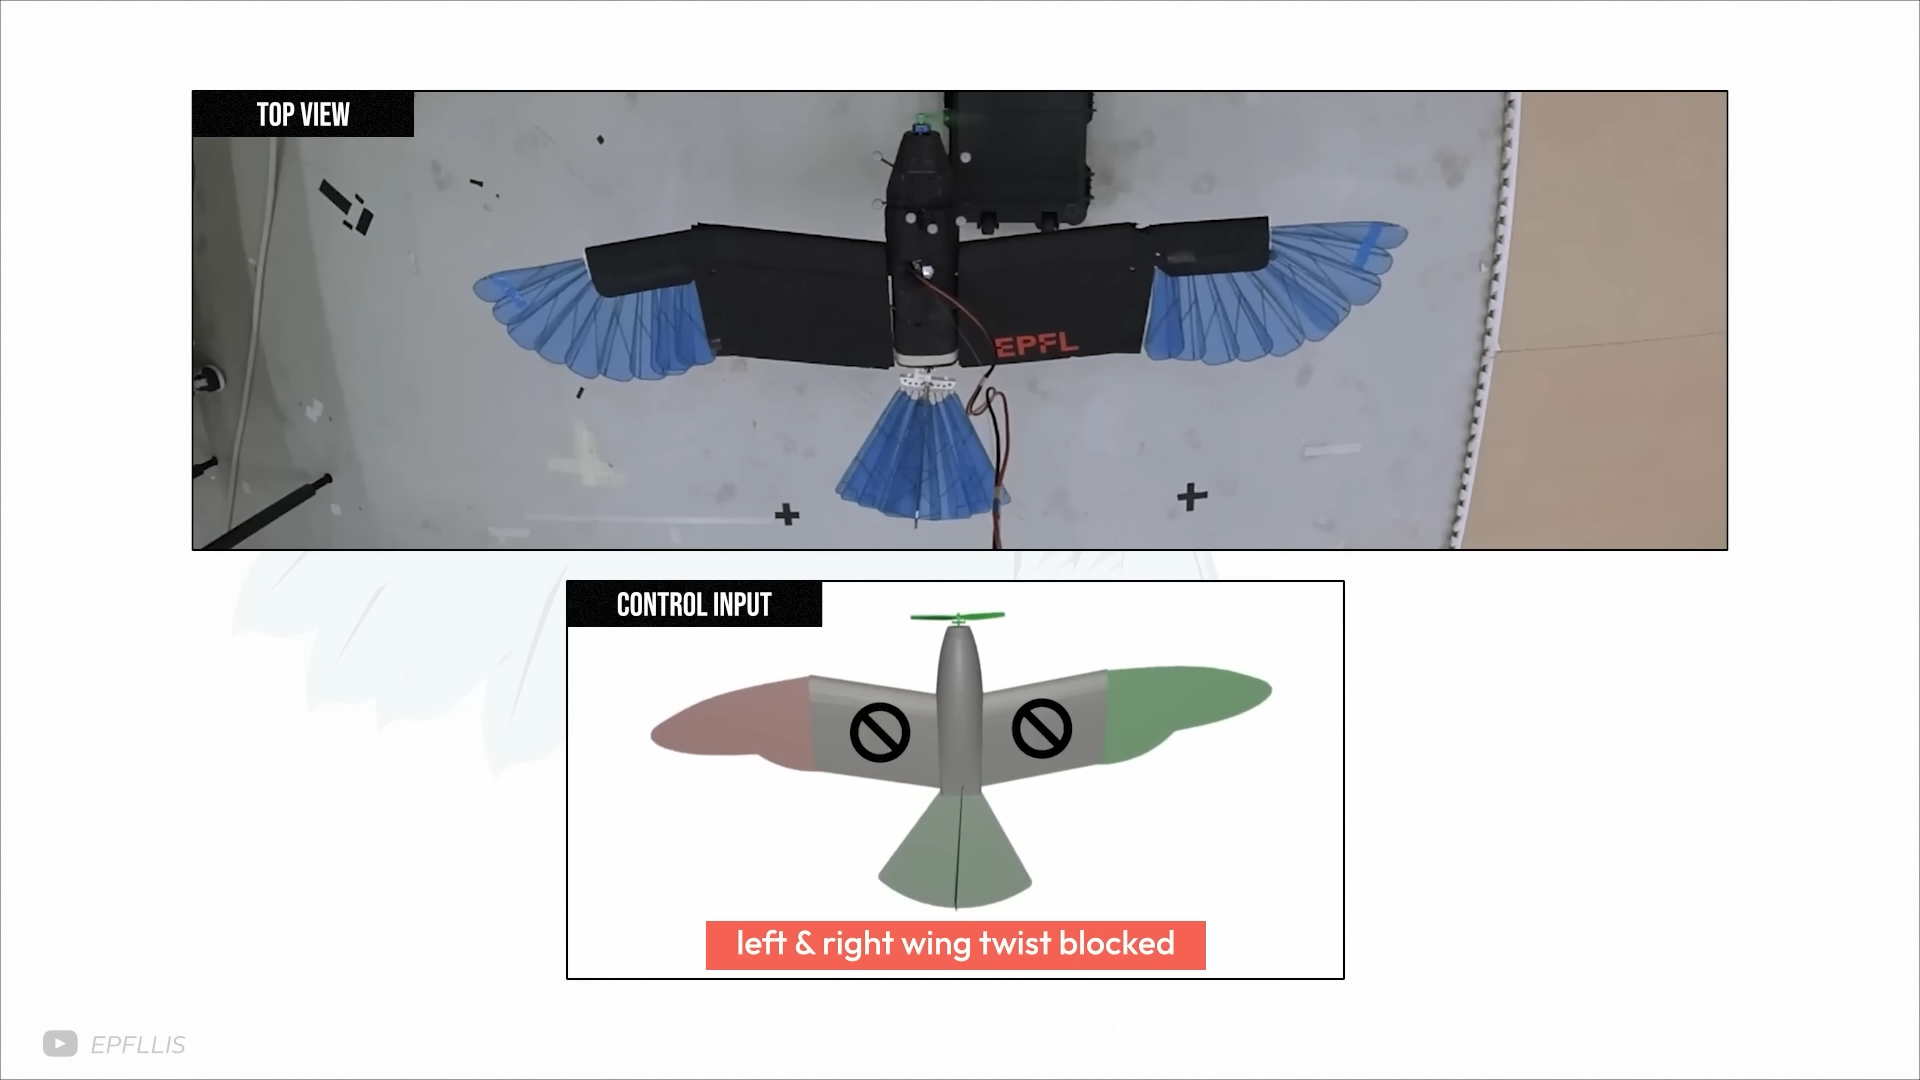 TOP VIEW
EPFL
CONTROL INPUT
left & right wing twist blocked
EPFLLIS